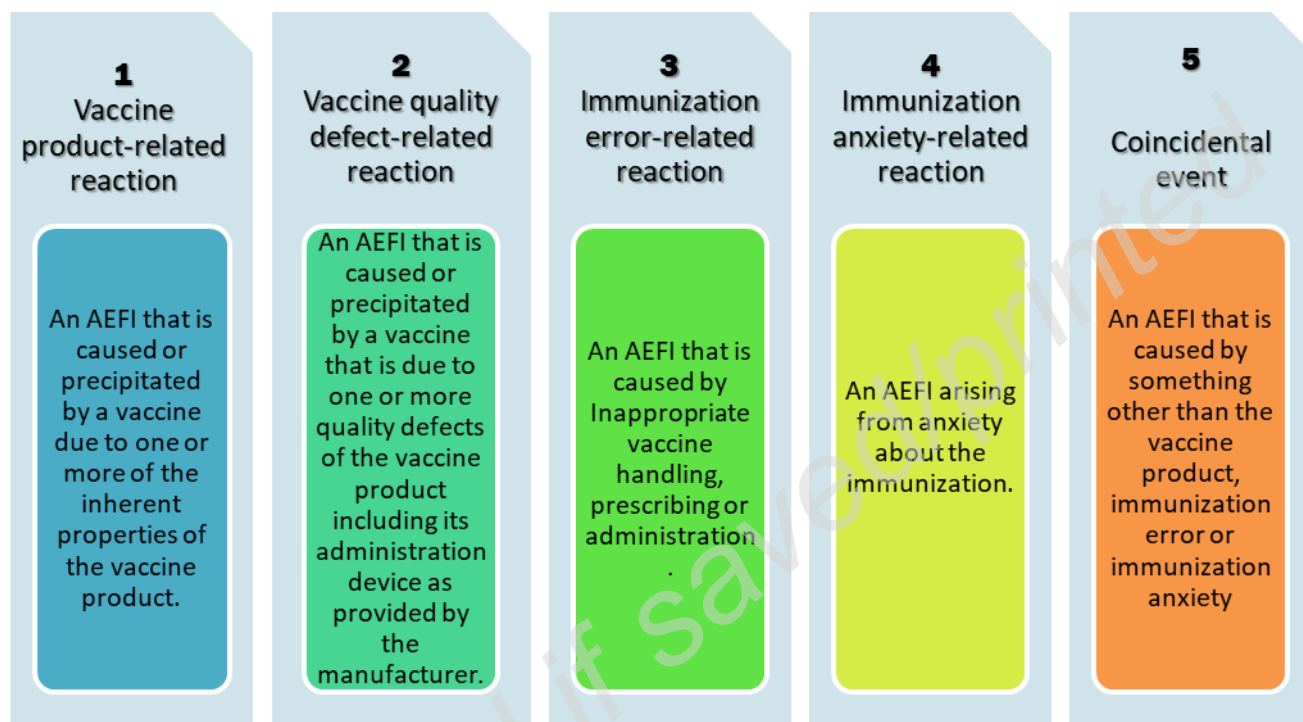 1
Vaccine
product-related
reaction
An AEFI that is
caused or
precipitated
by a vaccine
due to one or
more of the
inherent
properties of
the vaccine
product.
2
Vaccine quality
defect-related
reaction
An AEFI that is
caused or
precipitated
by a vaccine
that is due to
one or more
quality defects
of the vaccine
product
including its
administration
device as
provided by
the
manufacturer.
3
Immunization
error-related
reaction
An AEFI that is
caused by
Inappropriate
vaccine
handling,
prescribing or
administration
.
4
Immunization
anxiety-related
reaction
An AEFI arising
from anxiety
about the
immunization.
5
Coincidental
event
An AEFI that is
caused by
something
other than the
vaccine
product,
immunization
error or
immunization
anxiety
if saved/printed